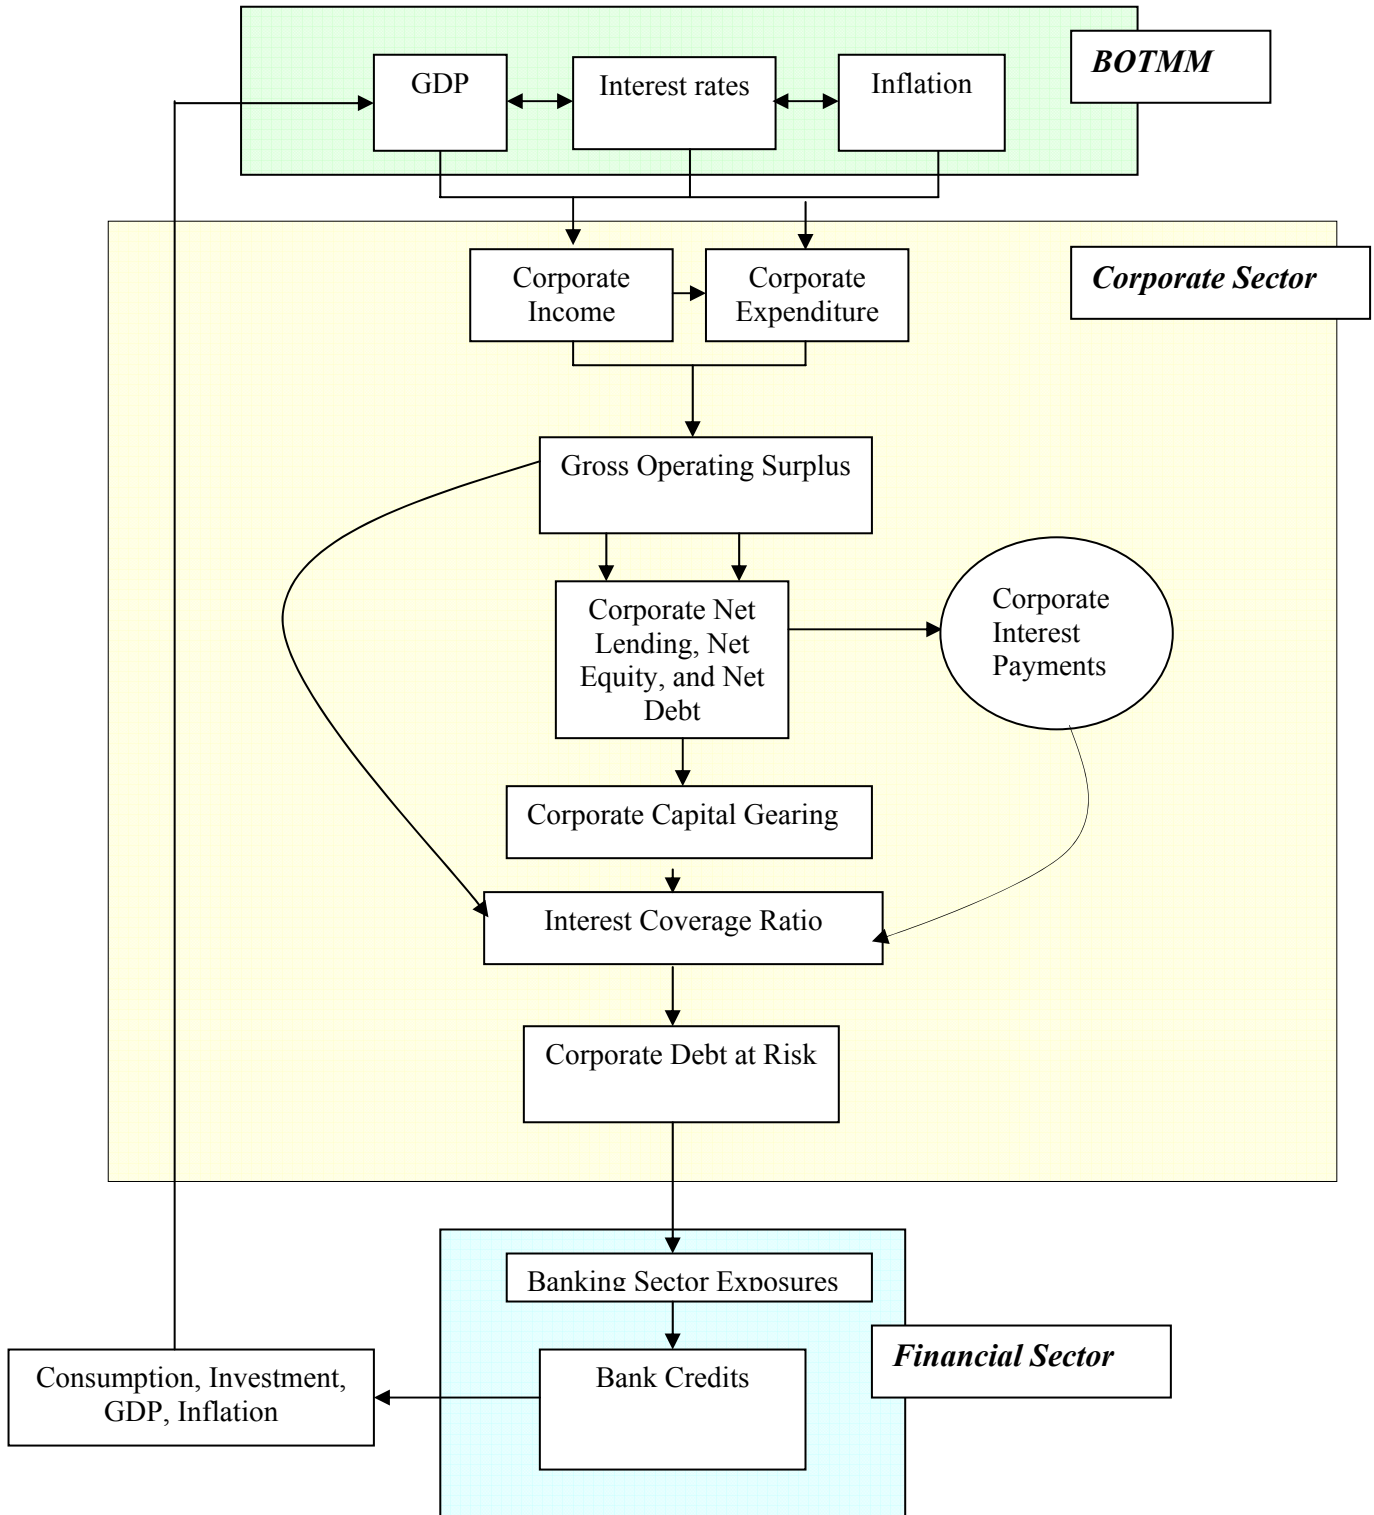 BOTMM
GDP
Interest rates
Inflation
Corporate Sector
Corporate
Income
Corporate
Expenditure
Gross Operating Surplus
Corporate Net
Lending, Net
Equity, and Net
Debt
Corporate
Interest
Payments
Corporate Capital Gearing
Interest Coverage Ratio
Corporate Debt at Risk
Banking Sector Exposures
Financial Sector
Bank Credits
Consumption, Investment,
GDP, Inflation